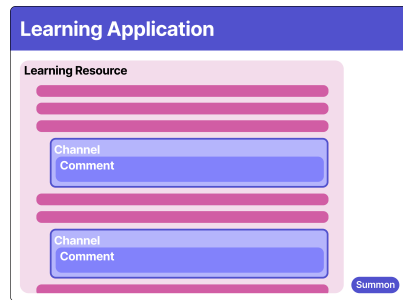 Learning Application
Learning Resource
Channel
Comment
Channel
Comment
Summon